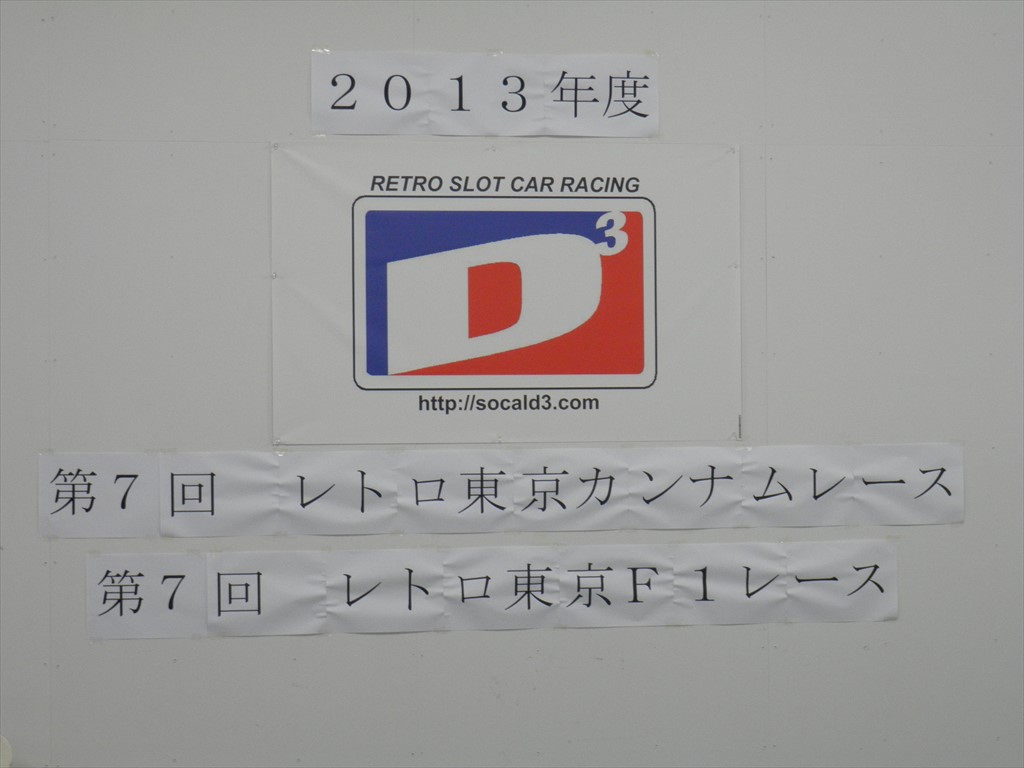 ２０１３年度
RETRO SLOT CAR RACING
D3
http://socald3.com
第７回　レトロ東京カンナムレース
第７回　レトロ東京Ｆ１レース